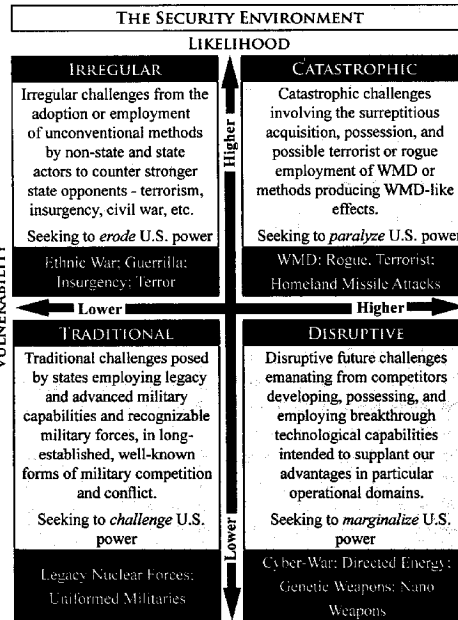 THE SECURITY ENVIRONMENT
LIKELIHOOD
IRREGULAR
Irregular challenges from the
adoption or employment
of unconventional methods
by non-state and state
actors to counter stronger
state opponents - terrorism,
insurgency, civil war, etc.
Seeking to erode U.S. power
Ethnic War; Guerrilla;
Insurgency; Terror
Higher
CATASTROPHIC
Catastrophic challenges
involving the surreptitious
acquisition, possession, and
possible terrorist or rogue
employment of WMD or
methods producing WMD-like
effects.
Seeking to paralyze U.S. power
WMD: Rogue, Terrorist;
Homeland Missile Attacks
VULNERABILITY
Lower
Higher
TRADITIONAL
Traditional challenges posed
by states employing legacy
and advanced military
capabilities and recognizable
military forces, in long-
established, well-known
forms of military competition
and conflict.
Seeking to challenge U.S.
power
Legacy Nuclear Forces;
Uniformed Militaries
Lower
DISRUPTIVE
Disruptive future challenges
emanating from competitors
developing, possessing, and
employing breakthrough
technological capabilities
intended to supplant our
advantages in particular
operational domains.
Seeking to marginalize U.S.
power
Cyber-War; Directed Energy;
Genetic Weapons; Nano
Weapons